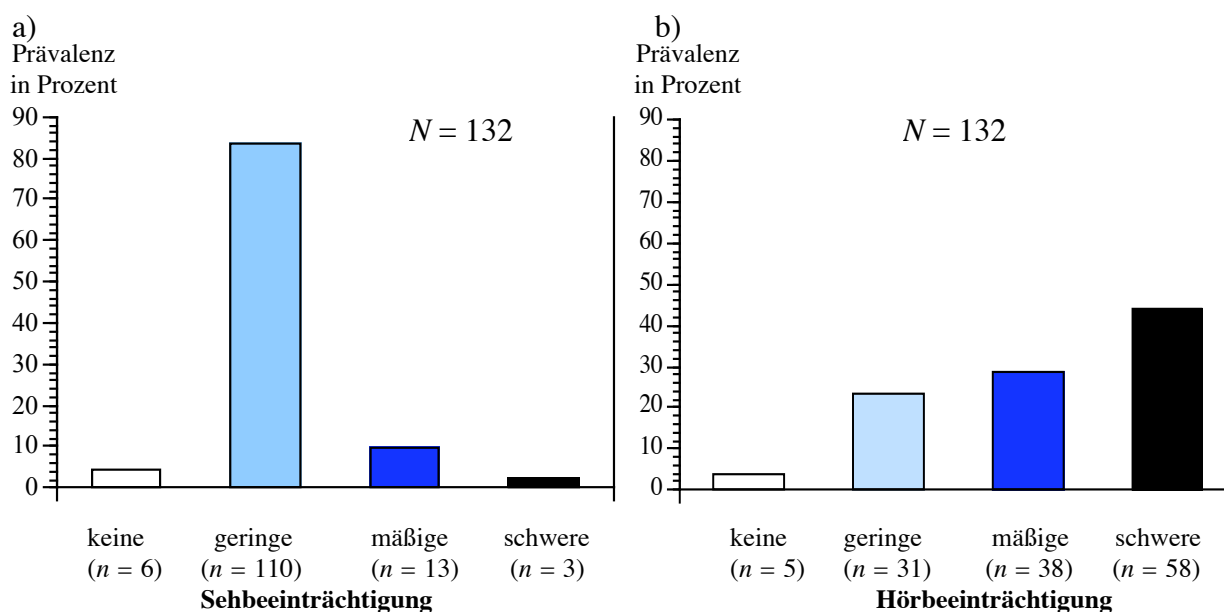 a)
Prävalenz
in Prozent
90
80
70
60
50
40
30
20
10
0
N = 132
keine geringe mäßige schwere
(n = 6) (n = 110) (n = 13) (n = 3)
Sehbeeinträchtigung
b)
Prävalenz
in Prozent
90
80
70
60
50
40
30
20
10
0
N = 132
keine geringe mäßige schwere
(n = 5) (n = 31) (n = 38) (n = 58)
Hörbeeinträchtigung